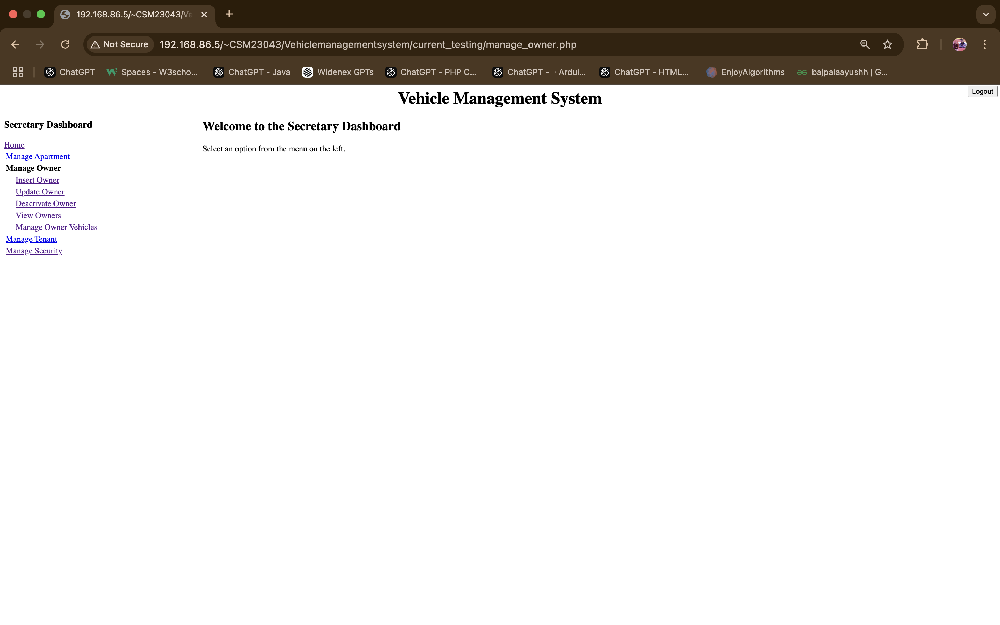 192.168.86.5/~CSM23043/Ve
Not Secure 192.168.86.5/~CSM23043/Vehiclemanagementsystem/current_testing/manage_owner.php
ChatGPT Spaces - W3scho... ChatGPT - Java Widenex GPTs ChatGPT - PHP C... ChatGPT - · Ardui... ChatGPT - HTML... EnjoyAlgorithms bajpaiaayushh | G...
Logout
Vehicle Management System
Secretary Dashboard
Home
Manage Apartment
Manage Owner
Insert Owner
Update Owner
Deactivate Owner
View Owners
Manage Owner Vehicles
Manage Tenant
Manage Security
Welcome to the Secretary Dashboard
Select an option from the menu on the left.